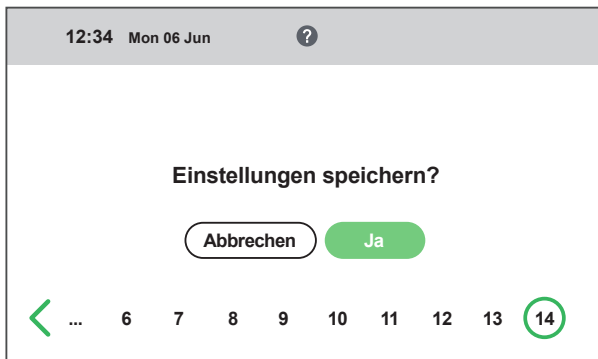 12:34 Mon 06 Jun ?
Einstellungen speichern?
Abbrechen Ja
... 6 7 8 9 10 11 12 13 14